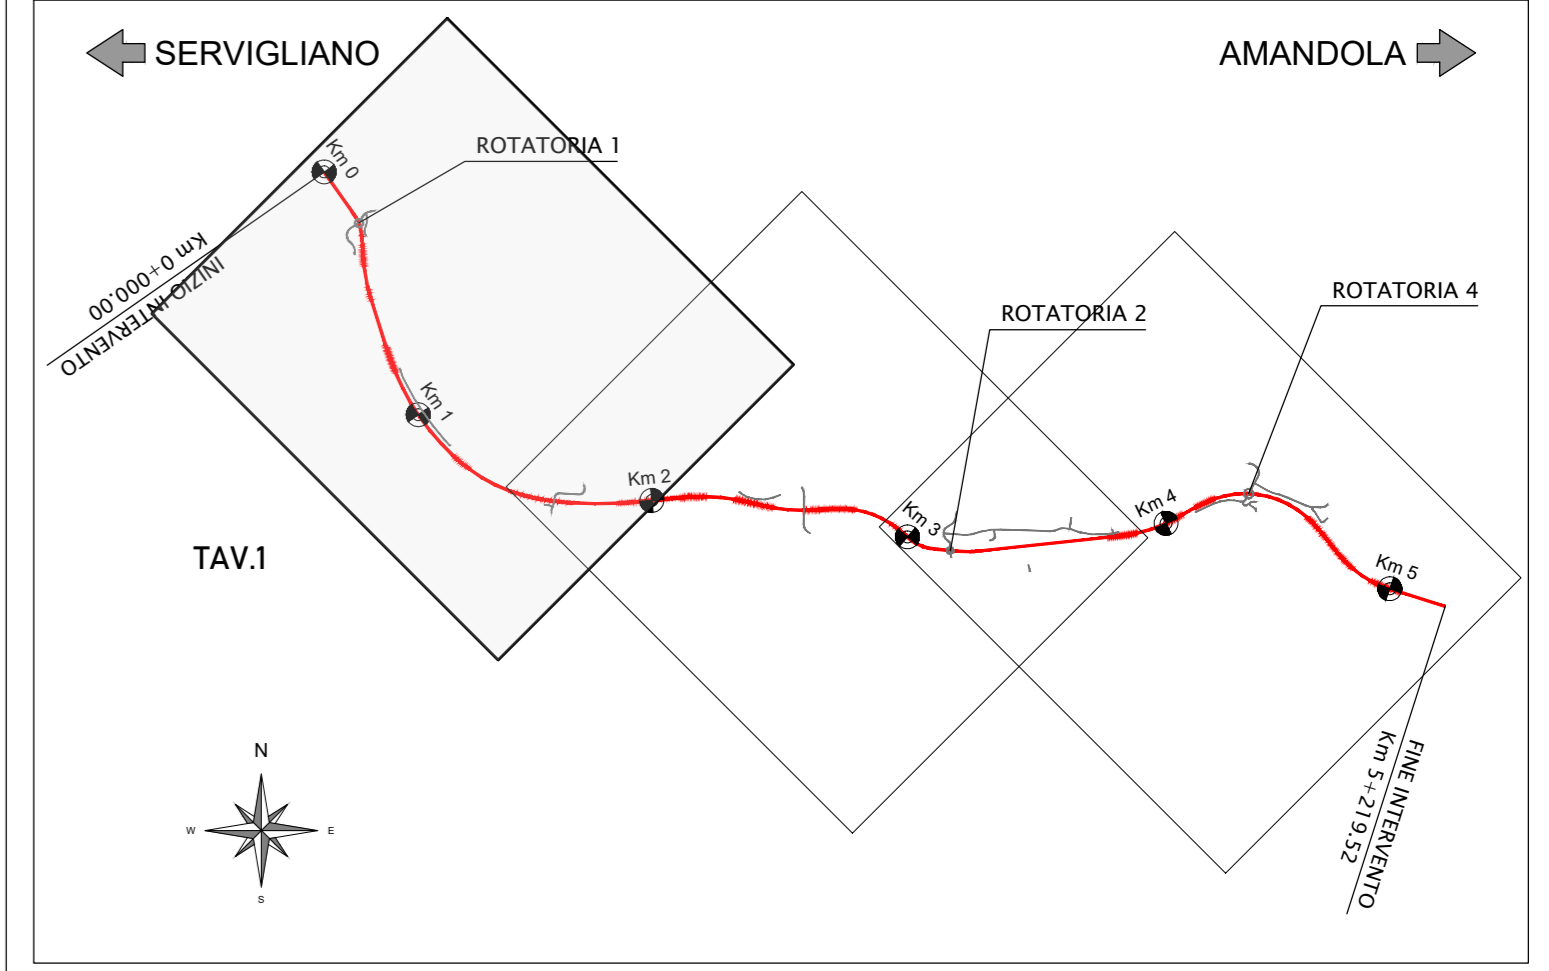 SERVIGLIANO
AMANDOLA
ROTATORIA 1
Km 0
Km 0+000.00
INIZIO INTERVENTO
ROTATORIA 4
ROTATORIA 2
Km 1
Km 2
Km 3
Km 4
Km 5
TAV.1
FINE INTERVENTO
Km 5+219.52
N
W
E
S